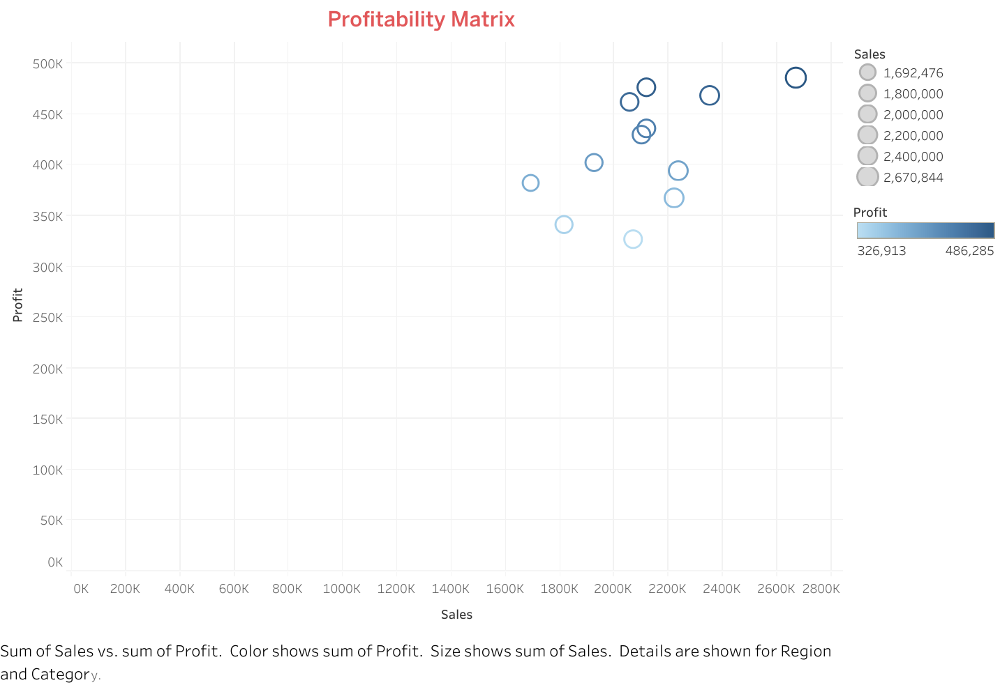 Profitability Matrix
500K
450K
400K
350K
300K
250K
200K
150K
100K
50K
0K
Profit
0K 200K 400K 600K 800K 1000K 1200K 1400K 1600K 1800K 2000K 2200K 2400K 2600K 2800K
Sales
Sales
1,692,476
1,800,000
2,000,000
2,200,000
2,400,000
2,670,844
Profit
326,913 486,285
Sum of Sales vs. sum of Profit. Color shows sum of Profit. Size shows sum of Sales. Details are shown for Region
and Category.